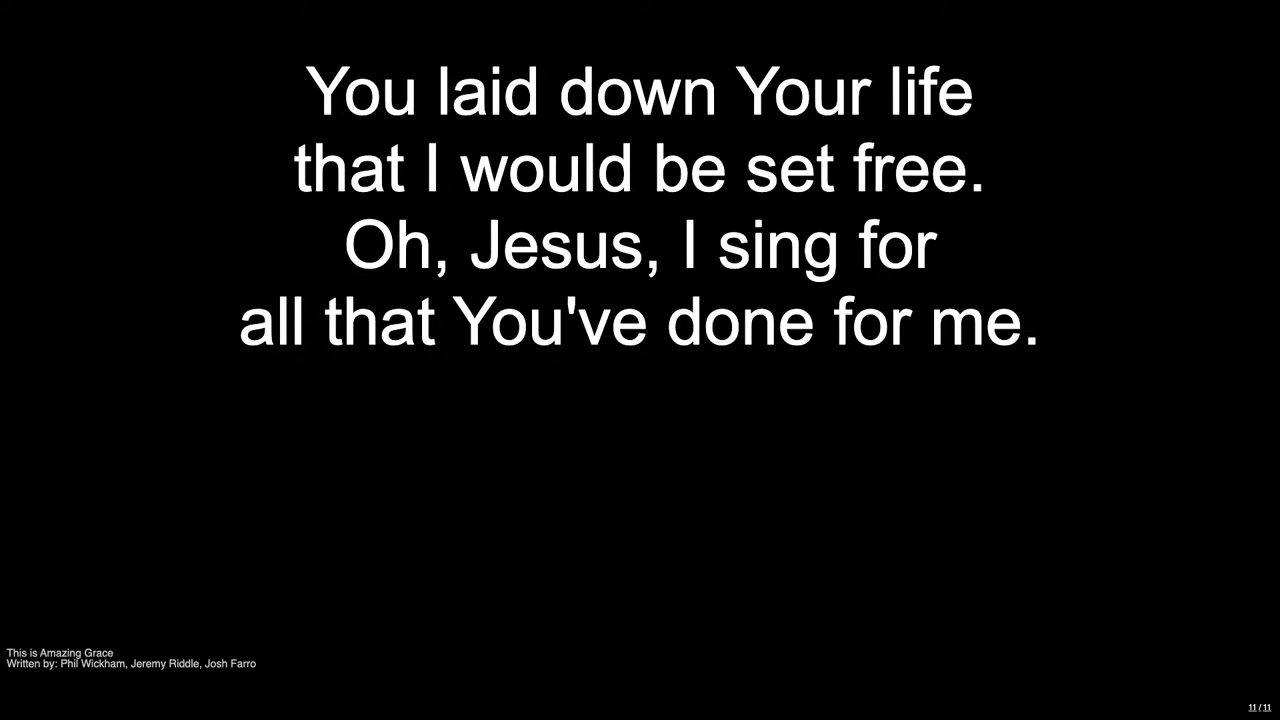 You laid down Your life
that I would be set free.
Oh, Jesus, I sing for
all that You've done for me.
This is Amazing Grace
Written by: Phil Wickham, Jeremy Riddle, Josh Farro
11 / 11